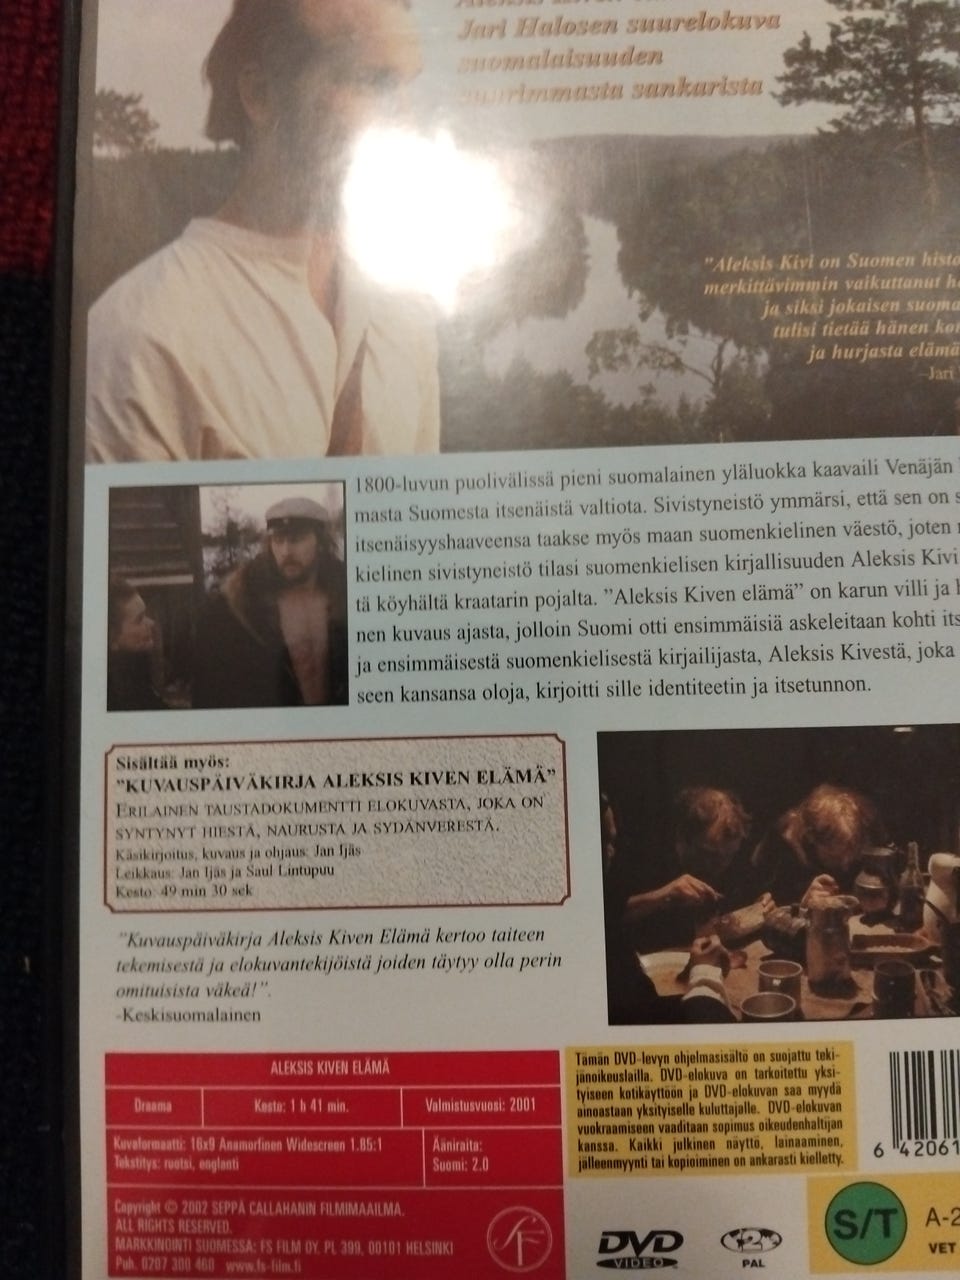 Jari Halosen suurelokuva
suomalaisuuden
suurimmasta sankarista
"Aleksis Kivi on Suomen
merkittävimmin vaikuttanut
ja siksi jokaisen
tulisi tietää hänen
ja hurjasta
-Jari
1800-luvun puolivälissä pieni suomalainen yläluokka kaavaili Venäjän
masta Suomesta itsenäistä valtiota. Sivistyneistö ymmärsi, että sen on
itsenäisyyshaaveensa taakse myös maan suomenkielinen väestö, joten
kielinen sivistyneistö tilasi suomenkielisen kirjallisuuden Aleksis Kivi
tä köyhältä kraatarin pojalta. "Aleksis Kiven elämä" on karun villi ja
nen kuvaus ajasta, jolloin Suomi otti ensimmäisiä askeleitaan kohti
ja ensimmäisestä suomenkielisestä kirjailijasta, Aleksis Kivestä, joka
seen kansansa oloja, kirjoitti sille identiteetin ja itsetunnon.
Sisältää myös:
"KUVAUSPÄIVÄKIRJA ALEKSIS KIVEN ELÄMÄ"
ERILAINEN TAUSTADOKUMENTTI ELOKUVASTA, JOKA ON
SYNTYNYT HIESTÄ, NAURUSTA JA SYDÄNVERESTÄ.
Käsikirjoitus, kuvaus ja ohjaus: Jan Ijäs
Leikkaus: Jan Ijäs ja Saul Lintupuu
Kesto: 49 min 30 sek
"Kuvauspäiväkirja Aleksis Kiven Elämä kertoo taiteen
tekemisestä ja elokuvantekijöistä joiden täytyy olla perin
omituisista väkeä!".
-Keskisuomalainen
ALEKSIS KIVEN ELÄMÄ
Draama Kesto: 1 h 41 min. Valmistusvuosi: 2001
Kuvaformaatti: 16x9 Anamorfinen Widescreen 1.85:1
Tekstitys: ruotsi, englanti
Ääniraita:
Suomi: 2.0
Copyright © 2002 SEPPÄ CALLAHANIN FILMIMAAILMA.
ALL RIGHTS RESERVED.
MARKKINOINTI SUOMESSA: FS FILM OY. PL 399, 00101 HELSINKI
Puh. 0207 300 460 www.fs-film.fi
Tämän DVD-levyn ohjelmasisältö on suojattu teki-
jänoikeuslailla. DVD-elokuva on tarkoitettu yksi-
tyiseen kotikäyttöön ja DVD-elokuvan saa myydä
ainoastaan yksityiselle kuluttajalle. DVD-elokuvan
vuokraamiseen vaaditaan sopimus oikeudenhaltijan
kanssa. Kaikki julkinen näyttö, lainaaminen,
jälleenmyynti tai kopioiminen on ankarasti kielletty.
6 42061
DVD
VIDEO
2
PAL
S/T
A-2
VET